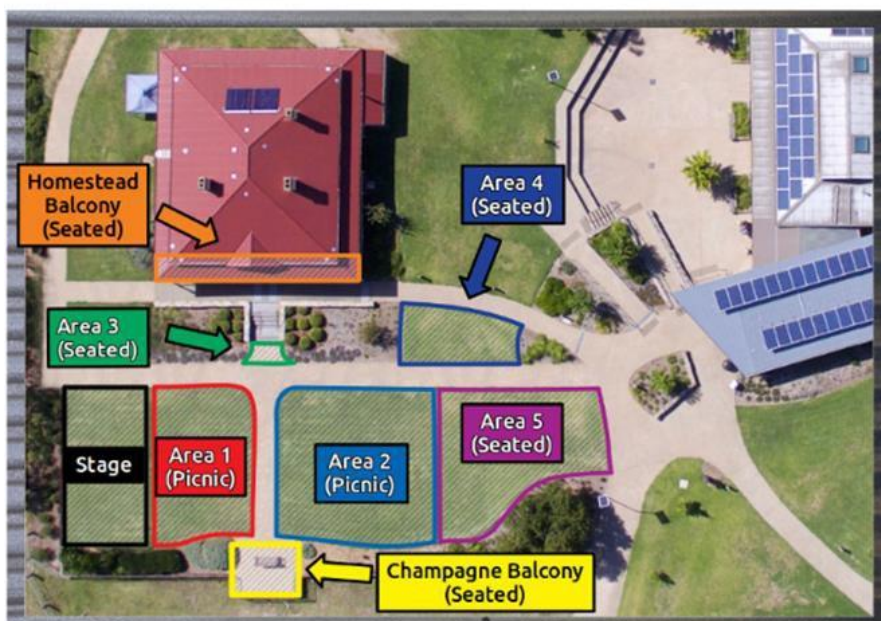 Homestead
Balcony
(Seated)
Area 4
(Seated)
Area 3
(Seated)
Stage
Area 1
(Picnic)
Area 2
(Picnic)
Area 5
(Seated)
Champagne Balcony
(Seated)